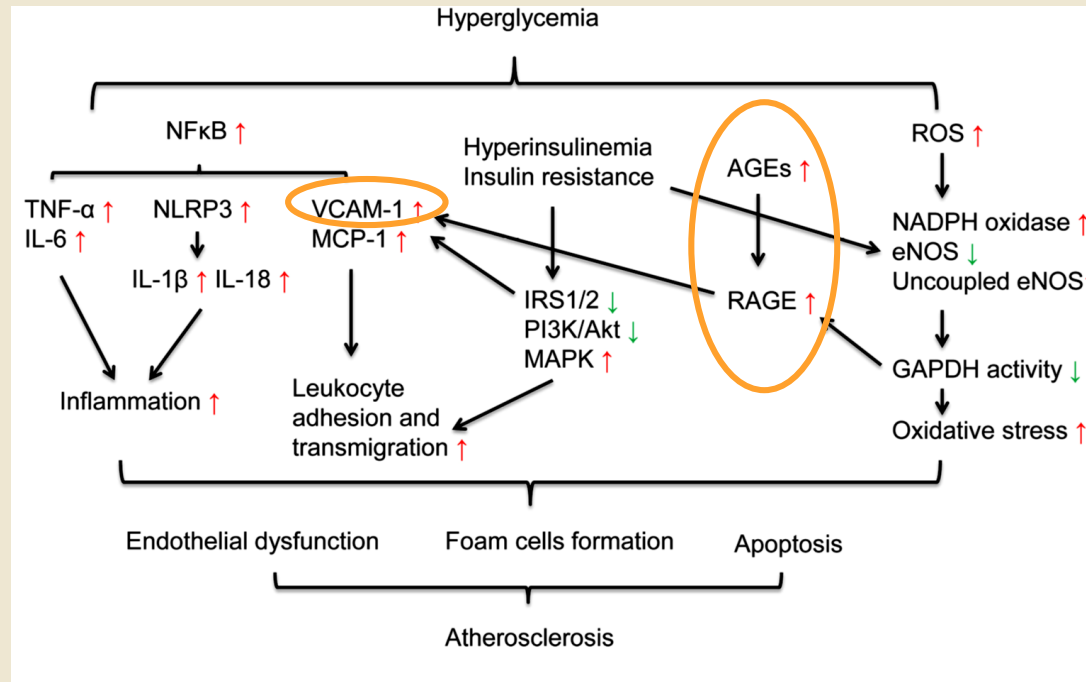 Hyperglycemia
NFκB ↑
ROS ↑
Hyperinsulinemia
Insulin resistance
AGEs ↑
TNF-α ↑
IL-6 ↑
NLRP3 ↑
VCAM-1 ↑
MCP-1 ↑
NADPH oxidase ↑
eNOS ↓
Uncoupled eNOS
IL-1β ↑ IL-18 ↑
IRS1/2 ↓
PI3K/Akt ↓
MAPK ↑
RAGE ↑
GAPDH activity ↓
Inflammation ↑
Leukocyte
adhesion and
transmigration ↑
Oxidative stress ↑
Endothelial dysfunction
Foam cells formation
Apoptosis
Atherosclerosis